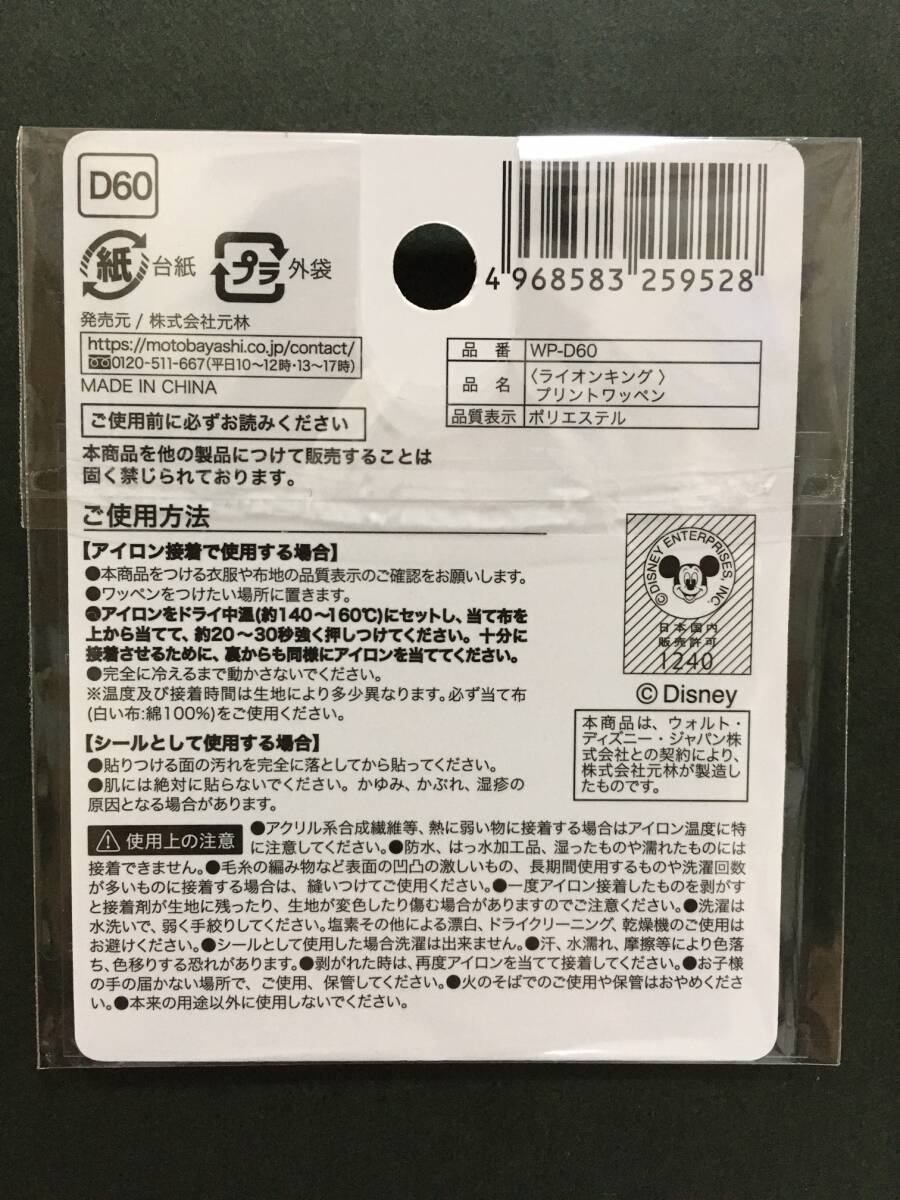 D60
紙 台紙 プラ 外袋
発売元 / 株式会社元林
https://motobayashi.co.jp/contact/
0120-511-667(平日10〜12時・13〜17時)
MADE IN CHINA
4 968583 259528
品 番 WP-D60
品 名 〈ライオンキング 〉
プリントワッペン
品質表示 ポリエステル
ご使用前に必ずお読みください
本商品を他の製品につけて販売することは
固く禁じられております。
ご使用方法
【アイロン接着で使用する場合】
●本商品をつける衣服や布地の品質表示のご確認をお願いします。
●ワッペンをつけたい場所に置きます。
●アイロンをドライ中温(約140〜160℃)にセットし、当て布を
上から当てて、約20〜30秒強く押しつけてください。十分に
接着させるために、裏からも同様にアイロンを当ててください。
●完全に冷えるまで動かさないでください。
※温度及び接着時間は生地により多少異なります。必ず当て布
(白い布:綿100%)をご使用ください。
【シールとして使用する場合】
●貼りつける面の汚れを完全に落としてから貼ってください。
●肌には絶対に貼らないでください。かゆみ、かぶれ、湿疹の
原因となる場合があります。
©DISNEY ENTERPRISES, INC.
日本国内
販売許可
1240
© Disney
本商品は、ウォルト・
ディズニー・ジャパン株
式会社との契約により、
株式会社元林が製造し
たものです。
使用上の注意 ●アクリル系合成繊維等、熱に弱い物に接着する場合はアイロン温度に特
に注意してください。●防水、はっ水加工品、湿ったものや濡れたものには
接着できません。●毛糸の編み物など表面の凹凸の激しいもの、長期間使用するものや洗濯回数
が多いものに接着する場合は、縫いつけてご使用ください。●一度アイロン接着したものを剥がす
と接着剤が生地に残ったり、生地が変色したり傷む場合がありますのでご注意ください。●洗濯は
水洗いで、弱く手絞りしてください。塩素その他による漂白、ドライクリーニング、乾燥機のご使用は
お避けください。●シールとして使用した場合洗濯は出来ません。●汗、水濡れ、摩擦等により色落
ち、色移りする恐れがあります。●剥がれた時は、再度アイロンを当てて接着してください。●お子様
の手の届かない場所で、ご使用、保管してください。●火のそばでのご使用や保管はおやめくださ
い。●本来の用途以外に使用しないでください。